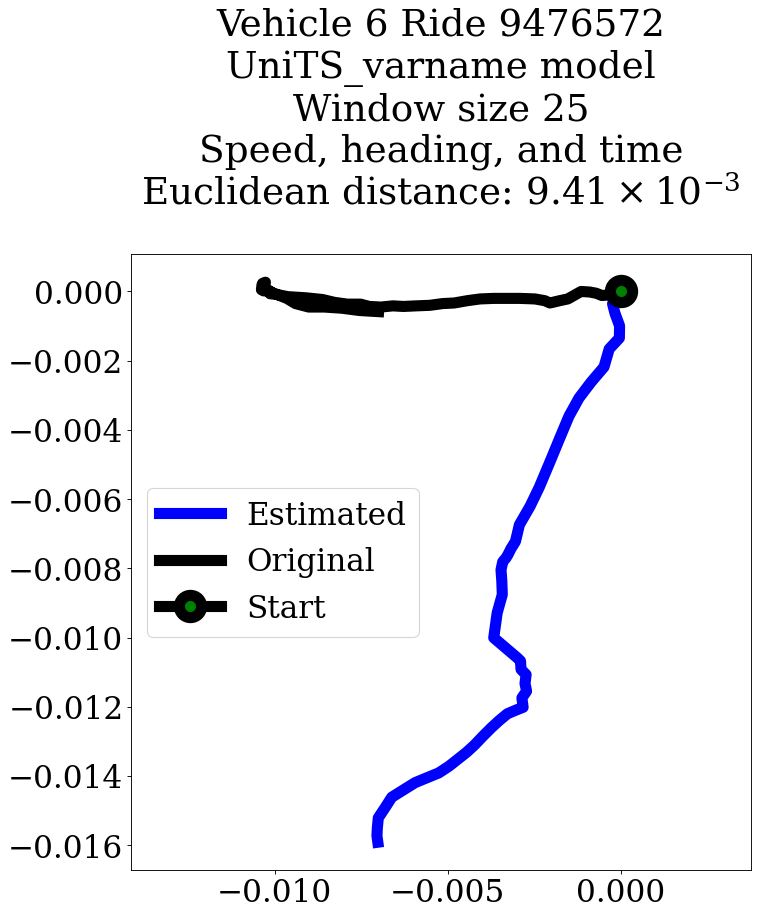 Vehicle 6 Ride 9476572
UniTS_varname model
Window size 25
Speed, heading, and time
Euclidean distance: 9.41 × 10⁻³
0.000
−0.002
−0.004
−0.006
−0.008
−0.010
−0.012
−0.014
−0.016
Estimated
Original
Start
−0.010
−0.005
0.000